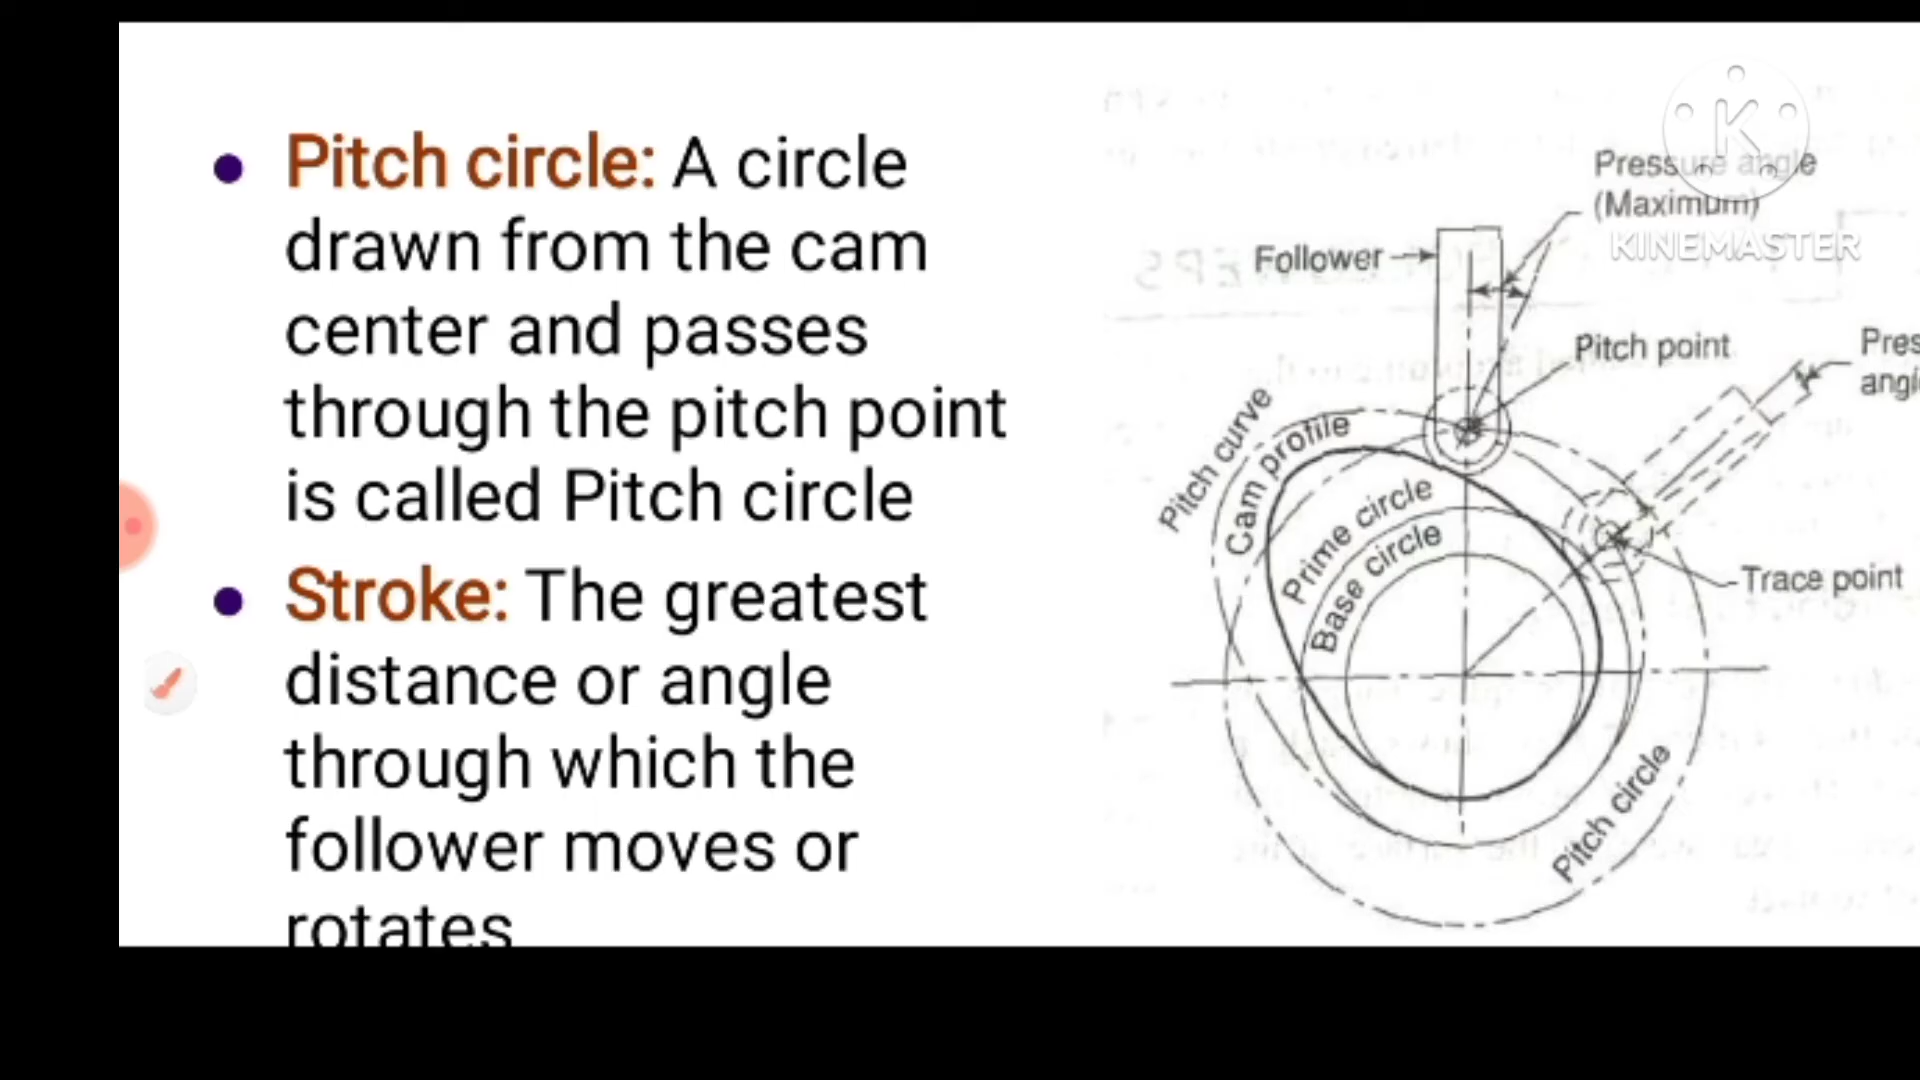 Pitch circle: A circle
drawn from the cam
center and passes
through the pitch point
is called Pitch circle
Stroke: The greatest
distance or angle
through which the
follower moves or
rotates
K
KINEMASTER
Pressure angle
(Maximum)
Follower
Pitch point
Pres
angl
Pitch curve
Cam profile
Prime circle
Base circle
Trace point
Pitch circle